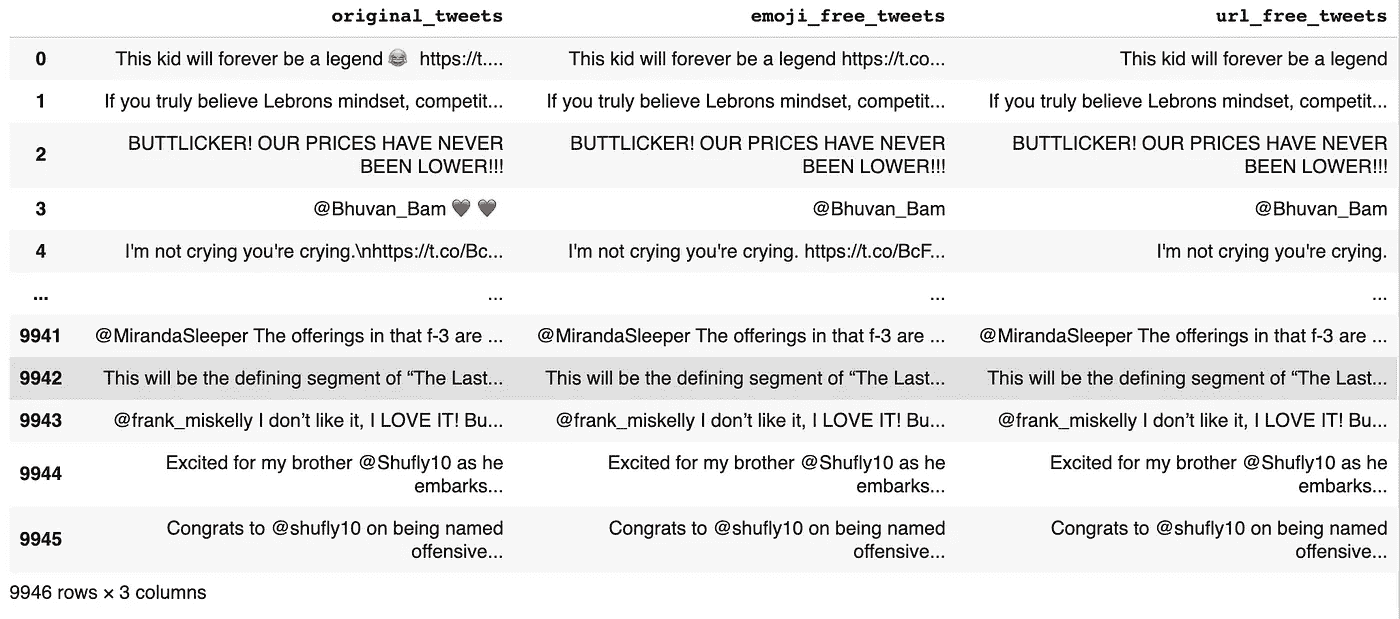 original_tweets emoji_free_tweets url_free_tweets
0 This kid will forever be a legend 😂 https://t.... This kid will forever be a legend https://t.co... This kid will forever be a legend
1 If you truly believe Lebrons mindset, competit... If you truly believe Lebrons mindset, competit... If you truly believe Lebrons mindset, competit...
2 BUTTLICKER! OUR PRICES HAVE NEVER BUTTLICKER! OUR PRICES HAVE NEVER BUTTLICKER! OUR PRICES HAVE NEVER
BEEN LOWER!!! BEEN LOWER!!! BEEN LOWER!!!
3 @Bhuvan_Bam 🖤 🖤 @Bhuvan_Bam @Bhuvan_Bam
4 I'm not crying you're crying.\nhttps://t.co/Bc... I'm not crying you're crying. https://t.co/BcF... I'm not crying you're crying.
... ... ... ...
9941 @MirandaSleeper The offerings in that f-3 are ... @MirandaSleeper The offerings in that f-3 are ... @MirandaSleeper The offerings in that f-3 are ...
9942 This will be the defining segment of “The Last... This will be the defining segment of “The Last... This will be the defining segment of “The Last...
9943 @frank_miskelly I don’t like it, I LOVE IT! Bu... @frank_miskelly I don’t like it, I LOVE IT! Bu... @frank_miskelly I don’t like it, I LOVE IT! Bu...
9944 Excited for my brother @Shufly10 as he Excited for my brother @Shufly10 as he Excited for my brother @Shufly10 as he
embarks... embarks... embarks...
9945 Congrats to @shufly10 on being named Congrats to @shufly10 on being named Congrats to @shufly10 on being named
offensive... offensive... offensive...
9946 rows × 3 columns